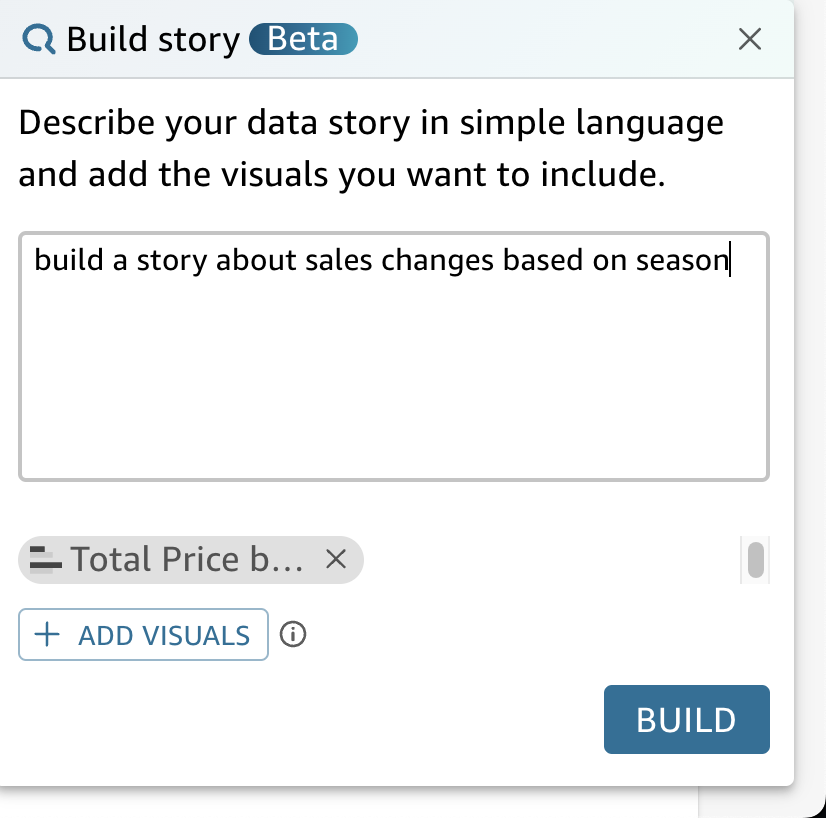 Build story Beta
Describe your data story in simple language
and add the visuals you want to include.
build a story about sales changes based on season
Total Price b...
ADD VISUALS
BUILD